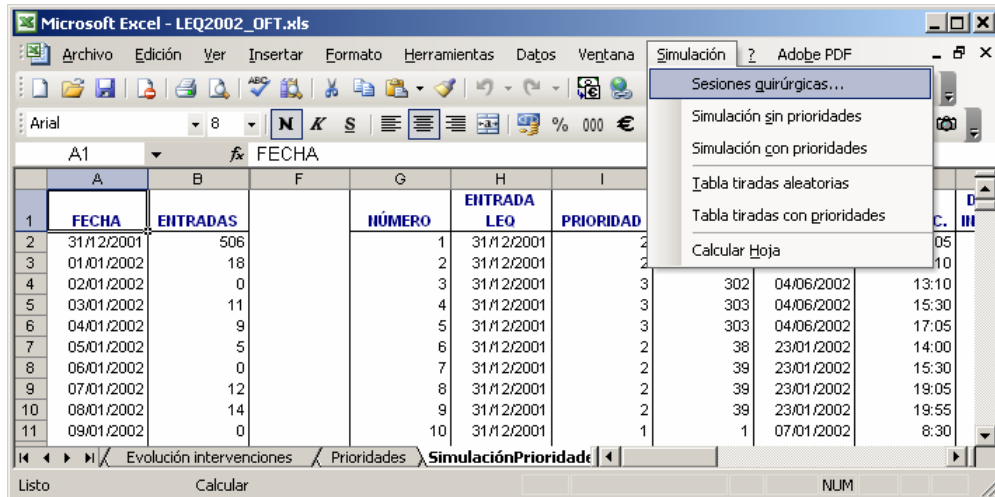 Microsoft Excel - LEQ2002_OFT.xls
Archivo Edición Ver Insertar Formato Herramientas Datos Ventana Simulación ? Adobe PDF
Sesiones quirúrgicas...
Simulación sin prioridades
Simulación con prioridades
Tabla tiradas aleatorias
Tabla tiradas con prioridades
Calcular Hoja
Arial 8 N K S % 000 €
A1 fx FECHA
A B F G H I
1 FECHA ENTRADAS NÚMERO ENTRADA LEQ PRIORIDAD
2 31/12/2001 506 1 31/12/2001 2 05
3 01/01/2002 18 2 31/12/2001 2 10
4 02/01/2002 0 3 31/12/2001 3 302 04/06/2002 13:10
5 03/01/2002 11 4 31/12/2001 3 303 04/06/2002 15:30
6 04/01/2002 9 5 31/12/2001 3 303 04/06/2002 17:05
7 05/01/2002 5 6 31/12/2001 2 38 23/01/2002 14:00
8 06/01/2002 0 7 31/12/2001 2 39 23/01/2002 15:30
9 07/01/2002 12 8 31/12/2001 2 39 23/01/2002 19:05
10 08/01/2002 14 9 31/12/2001 2 39 23/01/2002 19:55
11 09/01/2002 0 10 31/12/2001 1 1 07/01/2002 8:30
Evolución intervenciones Prioridades SimulaciónPrioridade
Listo Calcular NUM